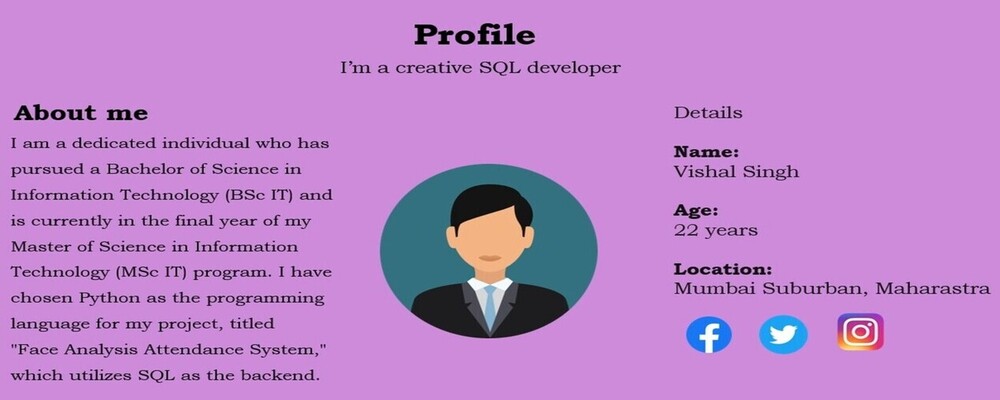 Profile
I'm a creative SQL developer
About me
I am a dedicated individual who has
pursued a Bachelor of Science in
Information Technology (BSc IT) and
is currently in the final year of my
Master of Science in Information
Technology (MSc IT) program. I have
chosen Python as the programming
language for my project, titled
"Face Analysis Attendance System,"
which utilizes SQL as the backend.
Details
Name:
Vishal Singh
Age:
22 years
Location:
Mumbai Suburban, Maharastra